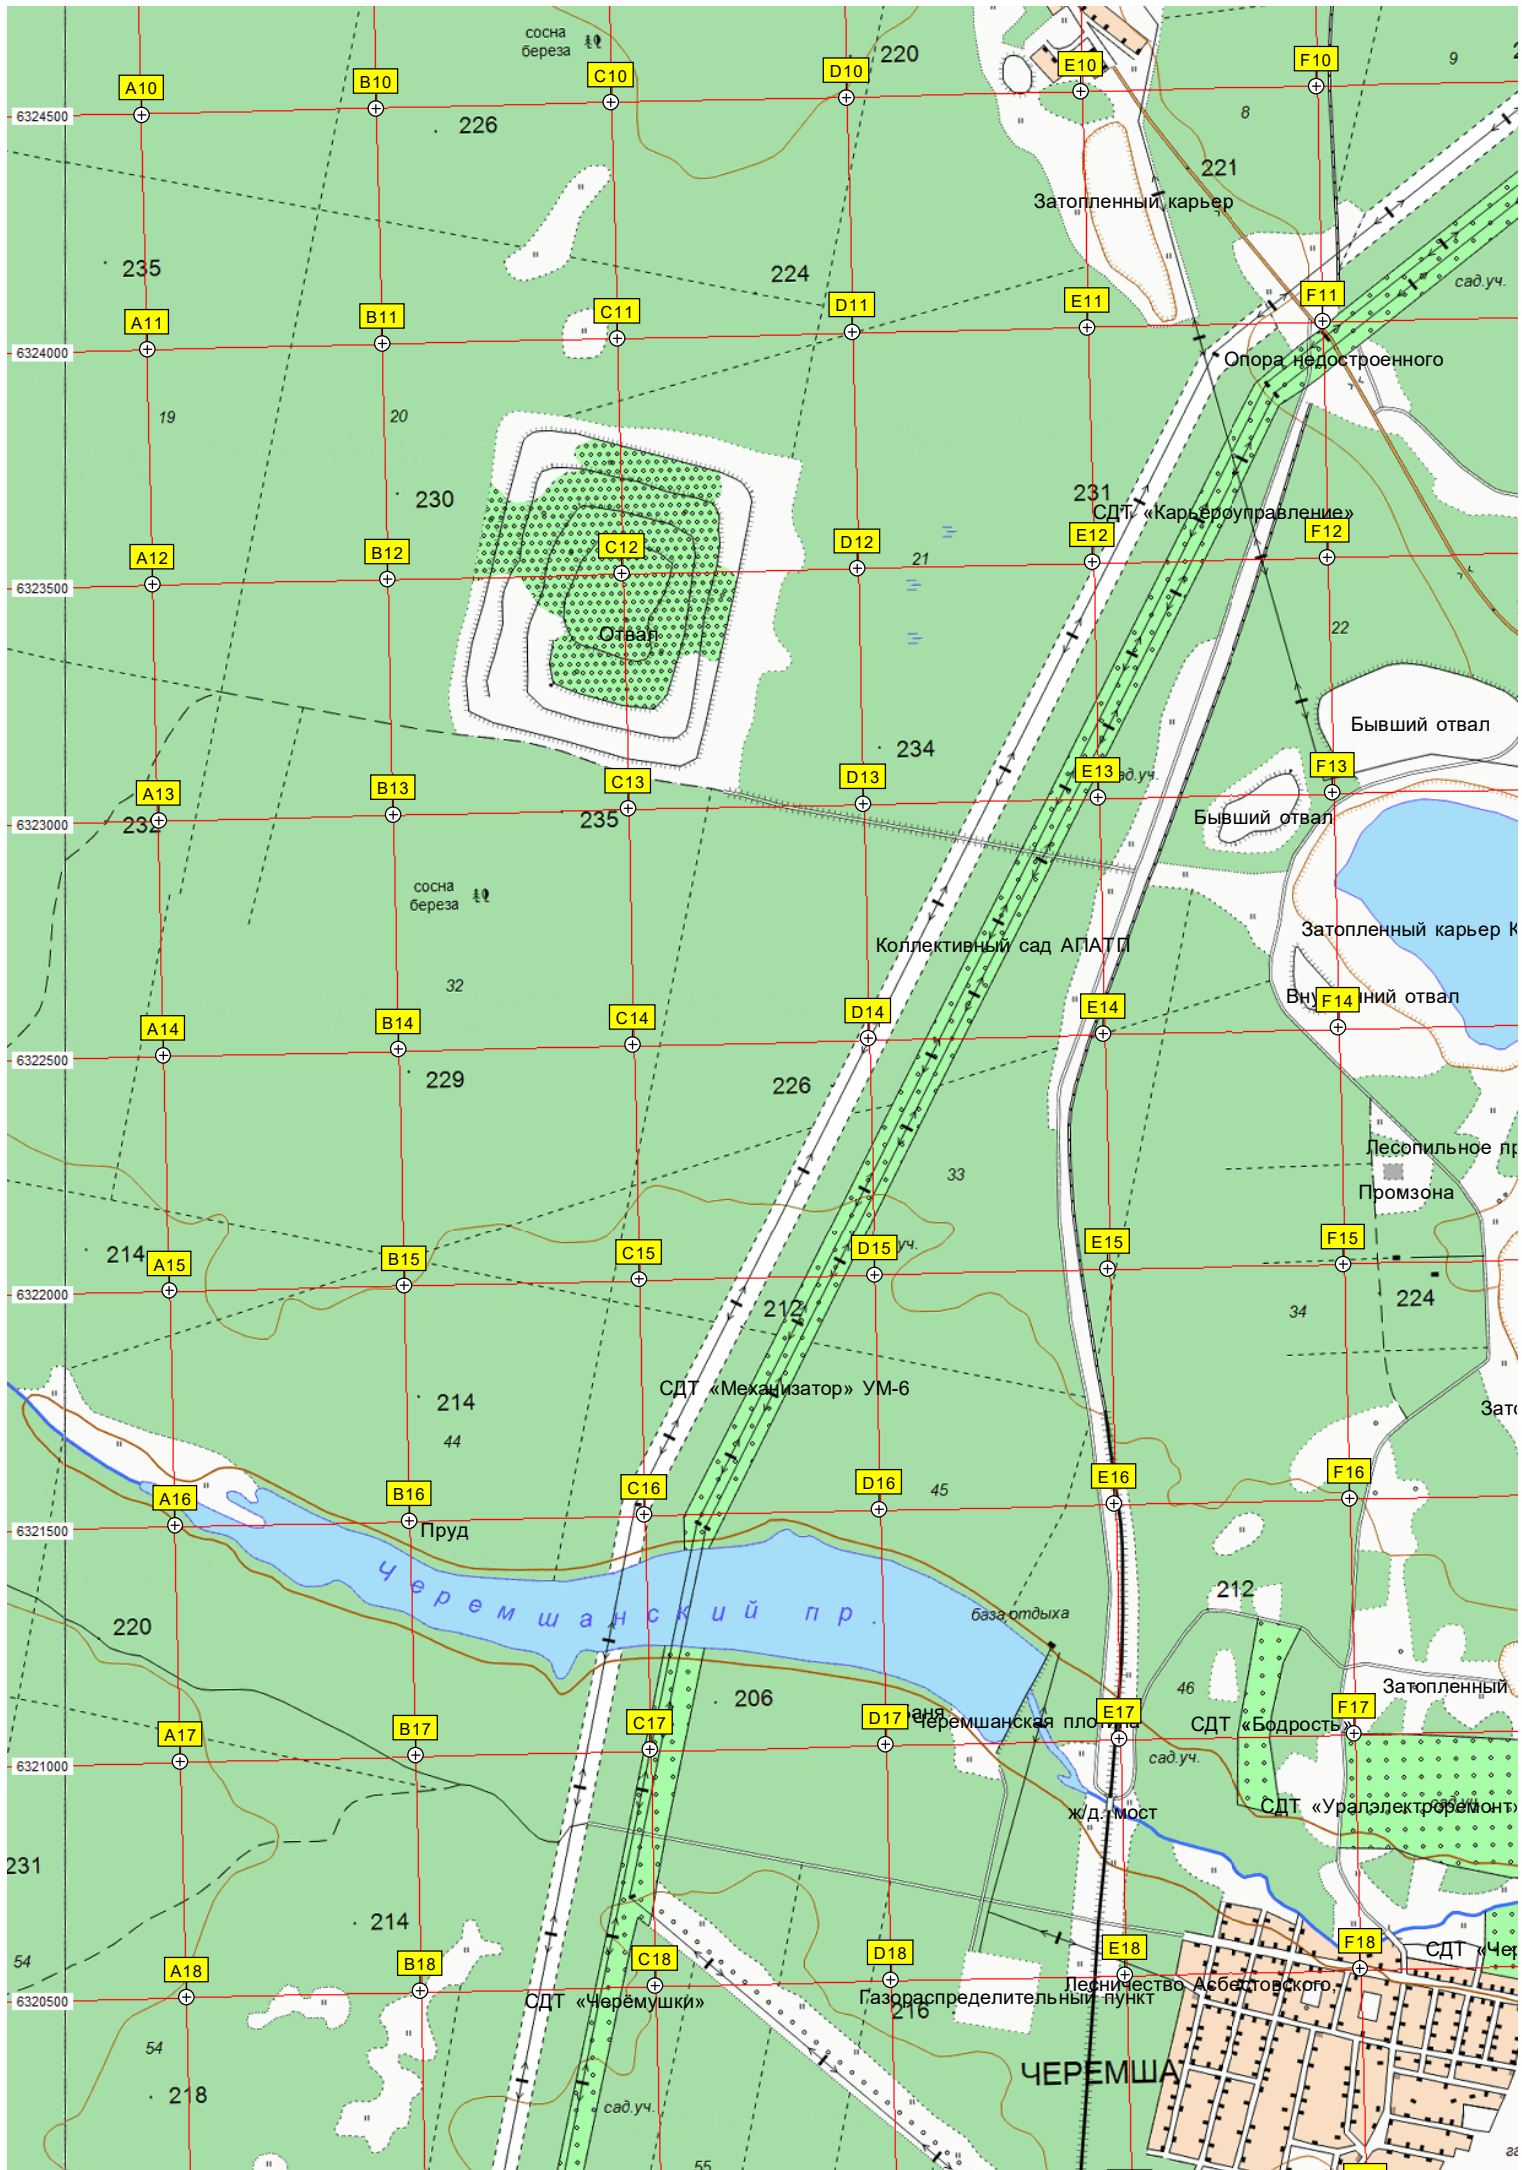 сосна
береза
220
9
A10
B10
C10
D10
E10
F10
6324500
226
8
221
Затопленный карьер
235
224
сад.уч.
A11
B11
C11
D11
E11
F11
6324000
Опора недостроенного
19
20
230
231
СДТ «Карьероуправление»
A12
B12
C12
D12
E12
F12
21
6323500
Отвал
22
Бывший отвал
234
A13
B13
C13
D13
E13
F13
6323000
232
235
Бывший отвал
сосна
береза
Затопленный карьер К
Коллективный сад АПАТП
32
A14
B14
C14
D14
E14
F14
отвал
6322500
229
226
Лесопильное
33
Промзона
214
A15
B15
C15
D15
уч.
E15
F15
6322000
212
224
34
СДТ «Механизатор» УМ-6
214
44
Зато
A16
B16
C16
D16
45
E16
F16
6321500
Пруд
Черемшанский пр.
212
220
база отдыха
46
Затопленный
206
A17
B17
C17
D17
Черемшанская плотина
E17
СДТ «Бодрость»
F17
6321000
сад.уч.
ж/д. мост
СДТ «Уралэлектроремонт»
231
214
54
A18
B18
C18
D18
E18
F18
СДТ «Чер
6320500
СДТ «Черёмушки»
Газораспределительный пункт
Лесничество Асбестовского,
216
54
ЧЕРЕМША
218
сад.уч.
55